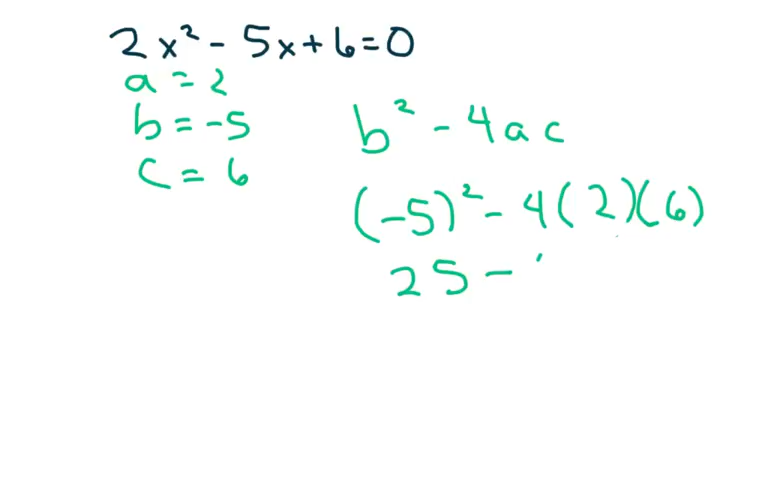 2x² - 5x + 6 = 0
a = 2
b = -5
c = 6
b² - 4ac
(-5)² - 4(2)(6)
25 -